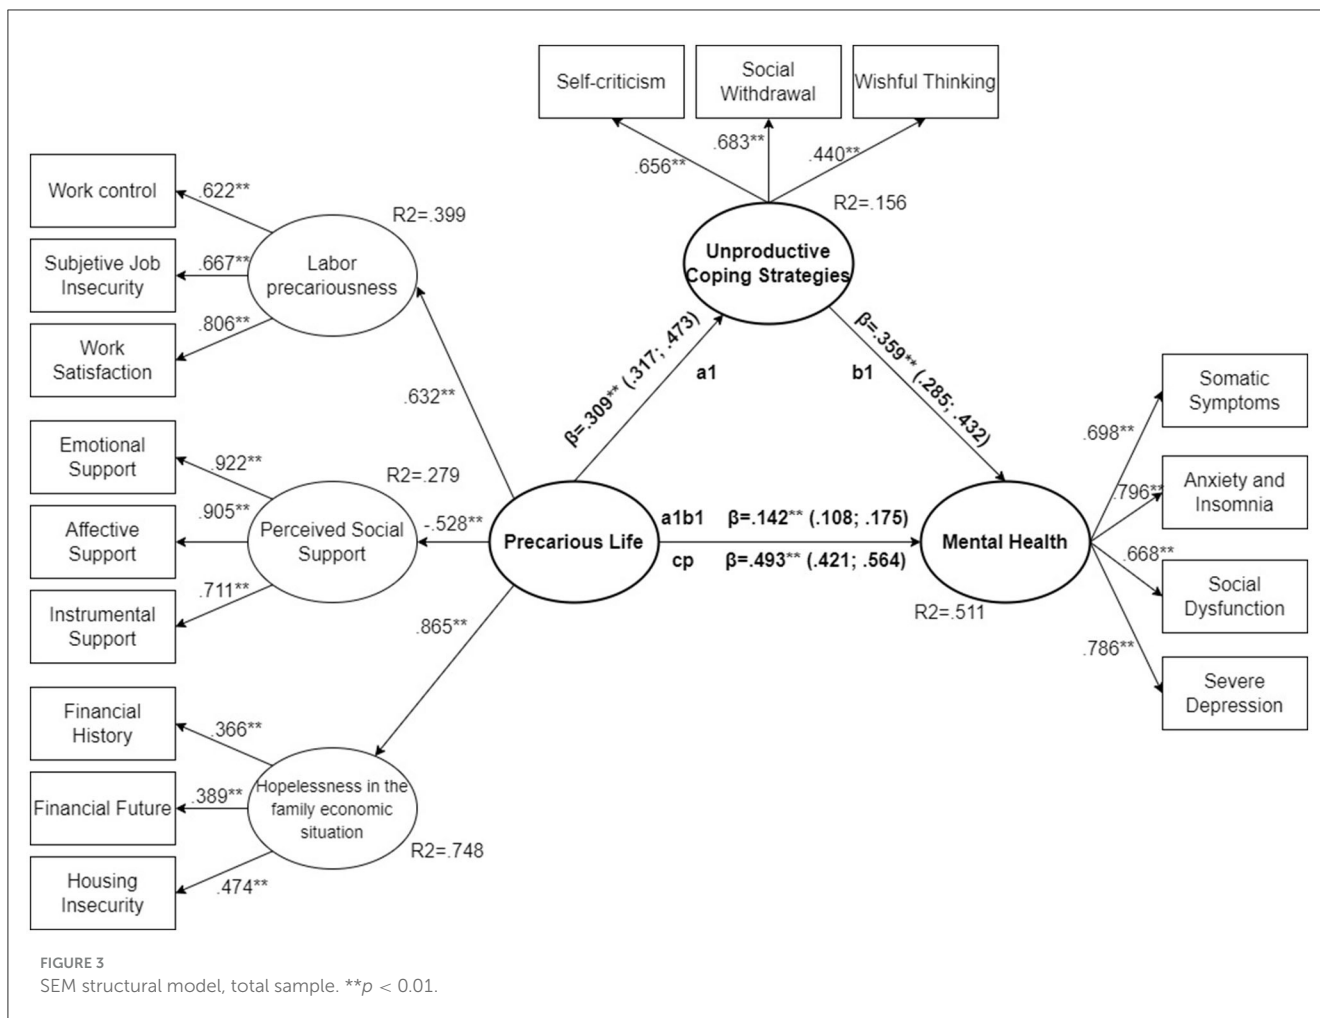 Self-criticism
Social
Withdrawal
Wishful Thinking
.656**
.683**
.440**
R2=.156
Unproductive
Coping Strategies
Work control
Subjetive Job
Insecurity
Work
Satisfaction
.622**
.667**
.806**
R2=.399
Labor
precariousness
.632**
β=.309** (.317; .473)
a1
β=.359** (.285; .432)
b1
Emotional
Support
Affective
Support
Instrumental
Support
.922**
.905**
.711**
R2=.279
Perceived Social
Support
-.528**
Precarious Life
a1b1 β=.142** (.108; .175)
cp β=.493** (.421; .564)
Mental Health
R2=.511
.698**
.796**
.668**
.786**
Somatic
Symptoms
Anxiety and
Insomnia
Social
Dysfunction
Severe
Depression
.865**
Financial
History
Financial Future
Housing
Insecurity
.366**
.389**
.474**
Hopelessness in the
family economic
situation
R2=.748
FIGURE 3
SEM structural model, total sample. **p < 0.01.